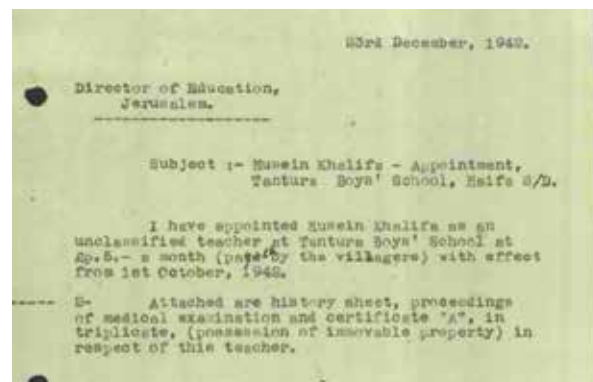 23rd December, 1942.
Director of Education,
Jerusalem.
Subject :- Husein Khalifa - Appointment,
Tantura Boys' School, Haifa S/D.
I have appointed Husein Khalifa as an
unclassified teacher at Tantura Boys' School at
£p.5.- a month (paid by the villagers) with effect
from 1st October, 1942.
2- Attached are history sheet, proceedings
of medical examination and certificate "A", in
triplicate, (possession of immovable property) in
respect of this teacher.